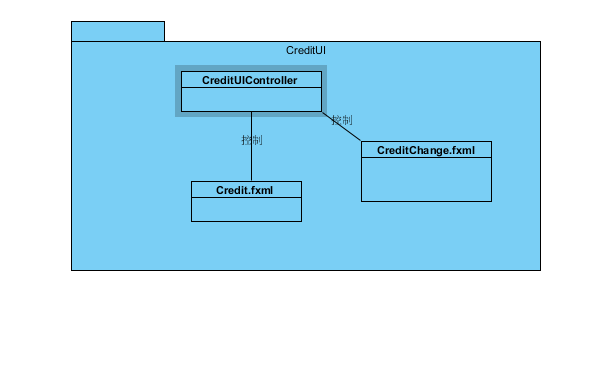 CreditUI
CreditUIController
控制
控制
CreditChange.fxml
Credit.fxml